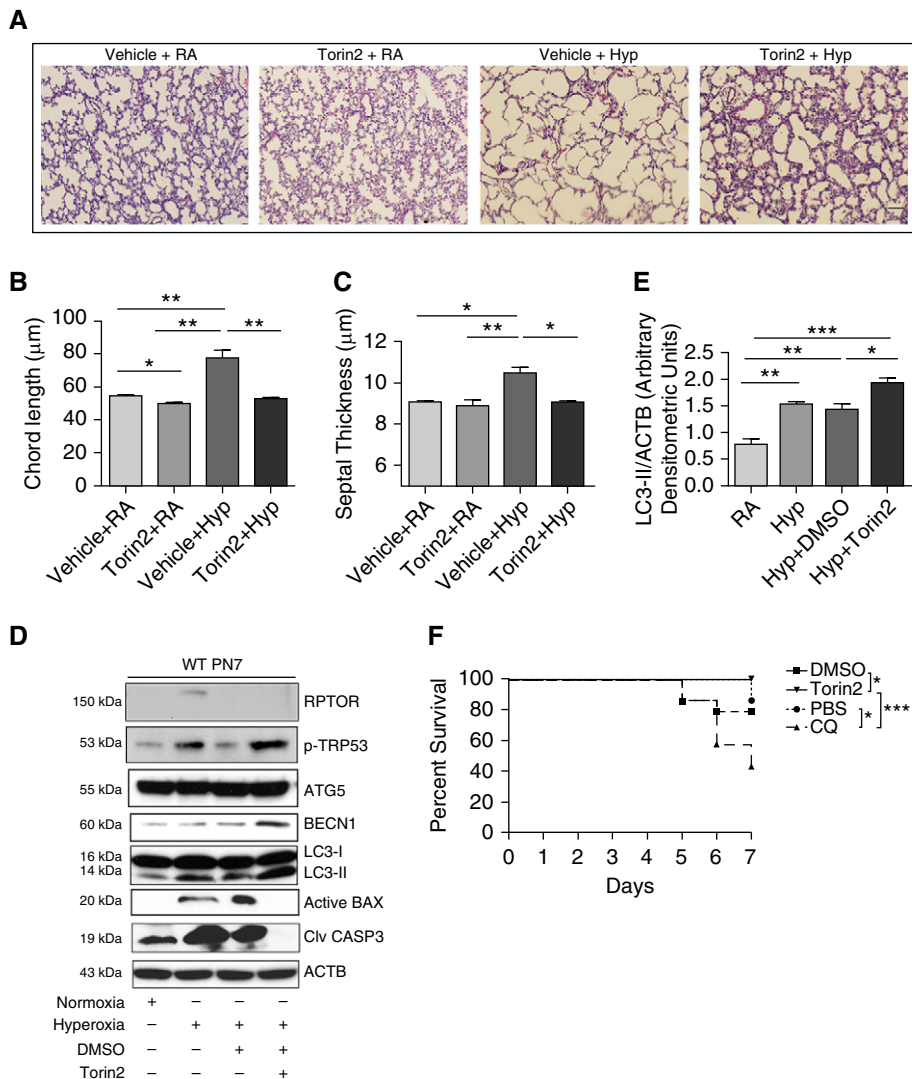 A
Vehicle + RA
Torin2 + RA
Vehicle + Hyp
Torin2 + Hyp
B
Chord length (μm)
100
80
60
40
20
0
**
**
**
*
Vehicle+RA
Torin2+RA
Vehicle+Hyp
Torin2+Hyp
C
Septal Thickness (μm)
12
10
8
6
*
**
*
Vehicle+RA
Torin2+RA
Vehicle+Hyp
Torin2+Hyp
E
LC3-II/ACTB (Arbitrary
Densitometric Units)
2.5
2.0
1.5
1.0
0.5
0.0
***
**
*
**
RA
Hyp
Hyp+DMSO
Hyp+Torin2
D
WT PN7
150 kDa
RPTOR
53 kDa
p-TRP53
55 kDa
ATG5
60 kDa
BECN1
16 kDa
LC3-I
14 kDa
LC3-II
20 kDa
Active BAX
19 kDa
Clv CASP3
43 kDa
ACTB
Normoxia + – – –
Hyperoxia – + + +
DMSO – – + +
Torin2 – – – +
F
Percent Survival
100
80
60
40
20
0
0 1 2 3 4 5 6 7
Days
DMSO
Torin2
PBS
CQ
*
*
***